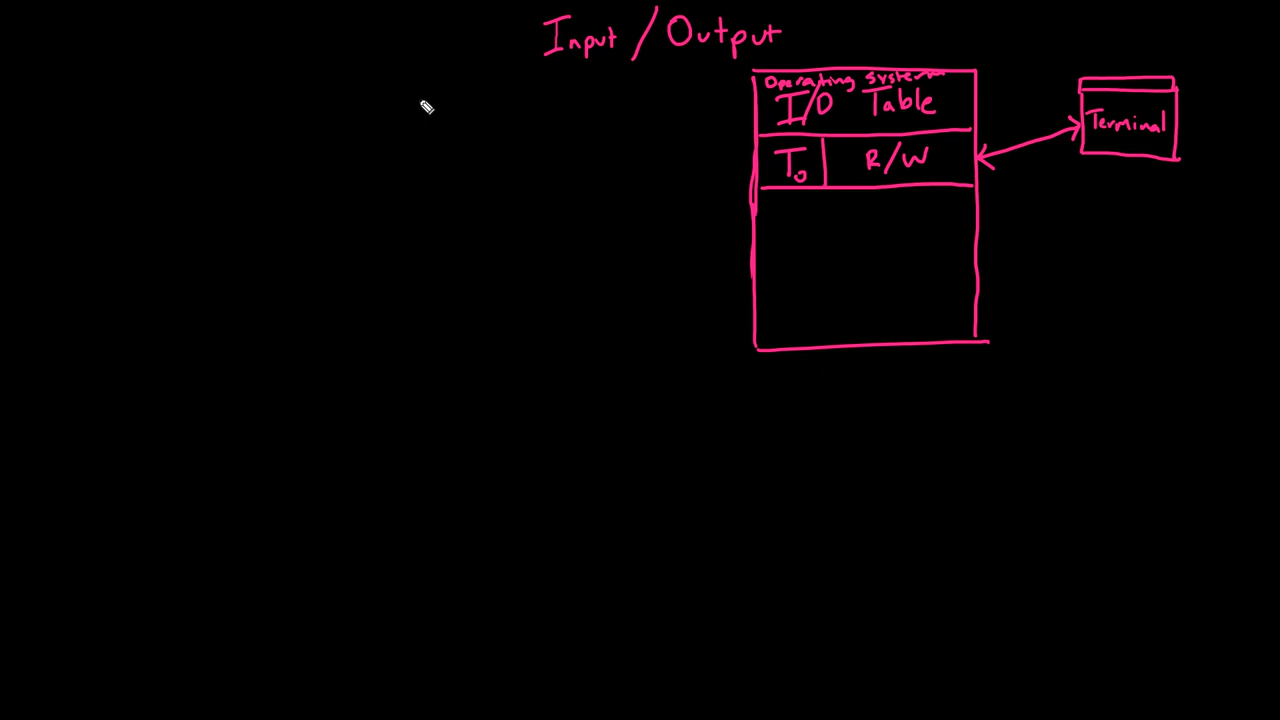 Input / Output
Operating System
I/O Table
T0 R/W
Terminal